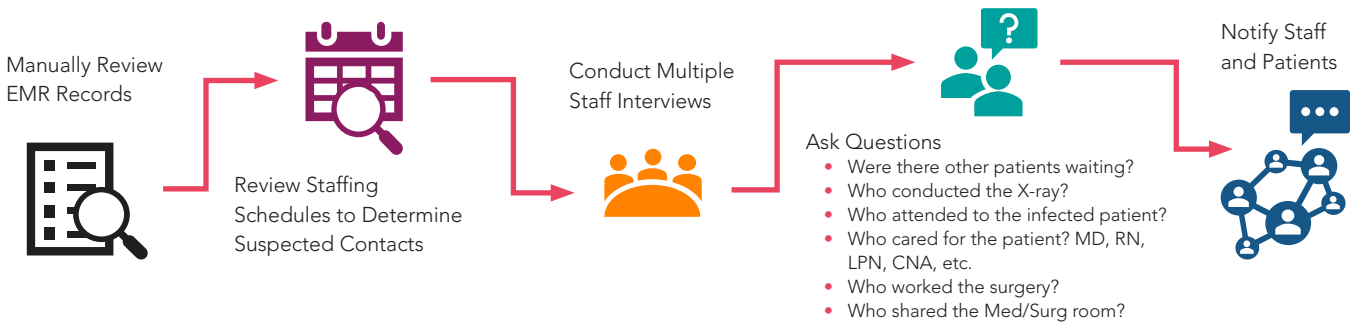 Manually Review
EMR Records
Review Staffing
Schedules to Determine
Suspected Contacts
Conduct Multiple
Staff Interviews
?
Ask Questions
• Were there other patients waiting?
• Who conducted the X-ray?
• Who attended to the infected patient?
• Who cared for the patient? MD, RN,
LPN, CNA, etc.
• Who worked the surgery?
• Who shared the Med/Surg room?
Notify Staff
and Patients